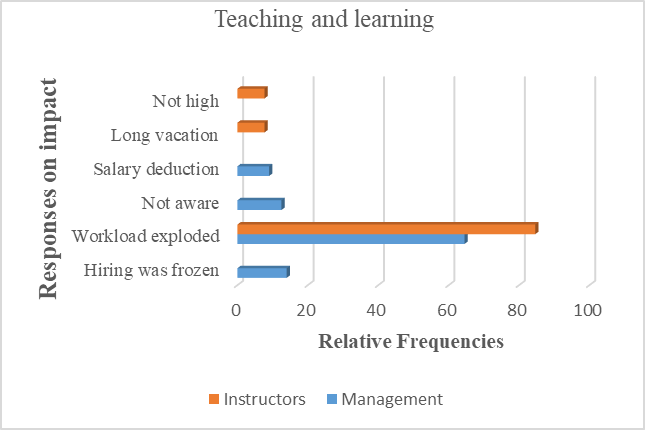 Teaching and learning
Responses on impact
Not high
Long vacation
Salary deduction
Not aware
Workload exploded
Hiring was frozen
0 20 40 60 80 100
Relative Frequencies
Instructors Management